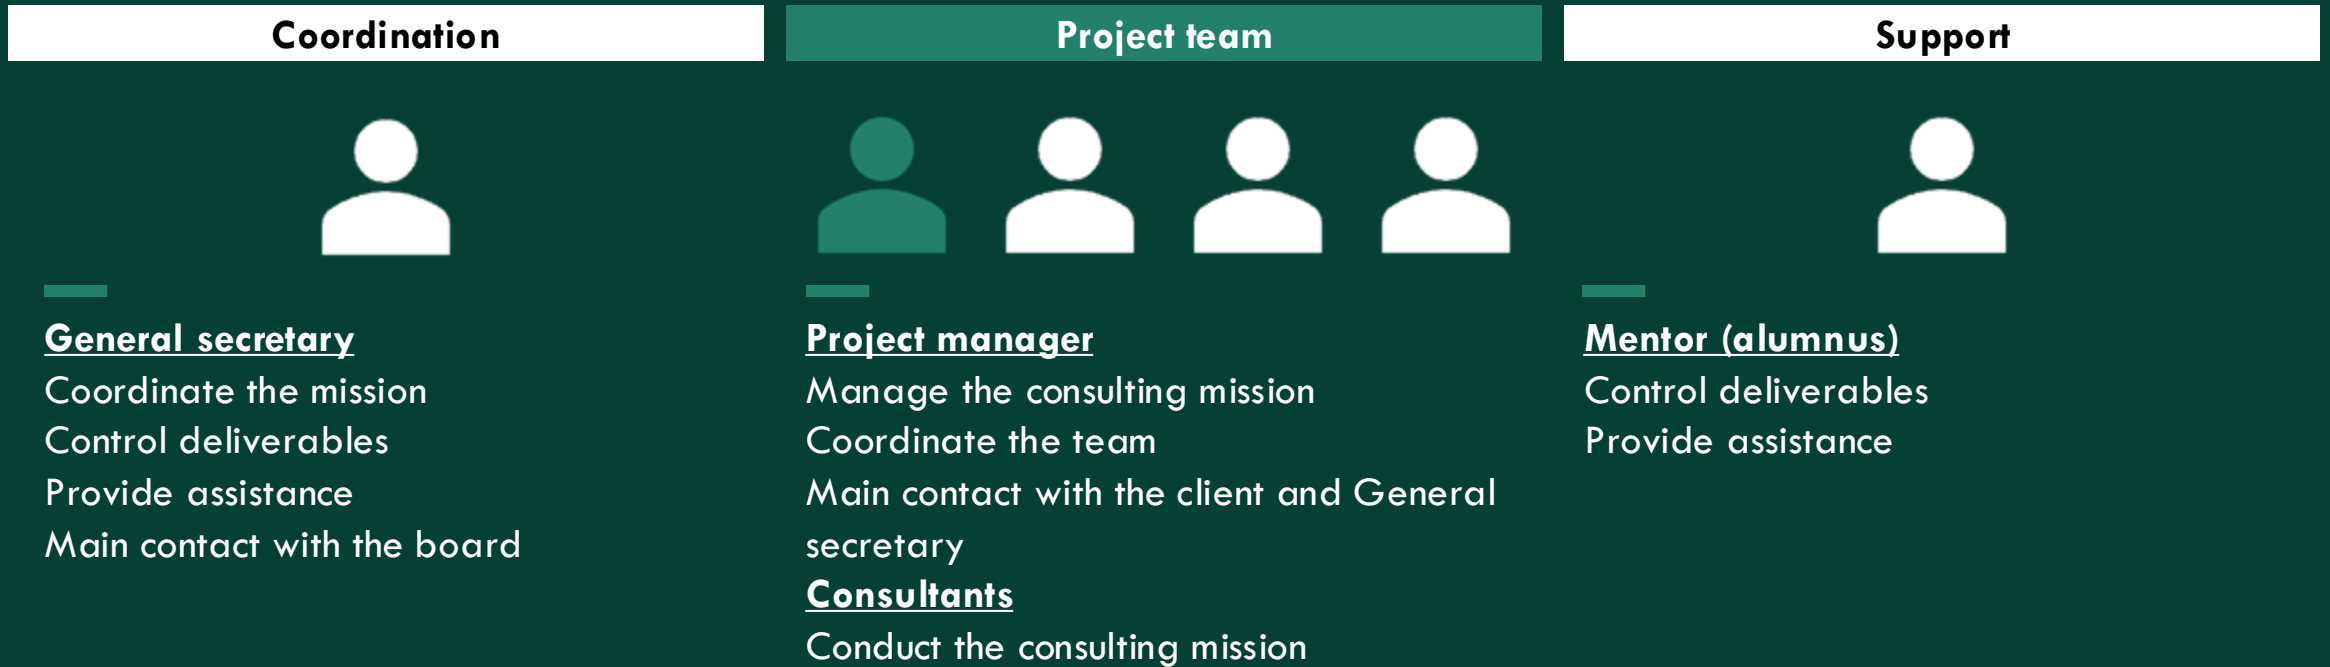 Coordination
Project team
Support
General secretary
Coordinate the mission
Control deliverables
Provide assistance
Main contact with the board
Project manager
Manage the consulting mission
Coordinate the team
Main contact with the client and General
secretary
Consultants
Conduct the consulting mission
Mentor (alumnus)
Control deliverables
Provide assistance